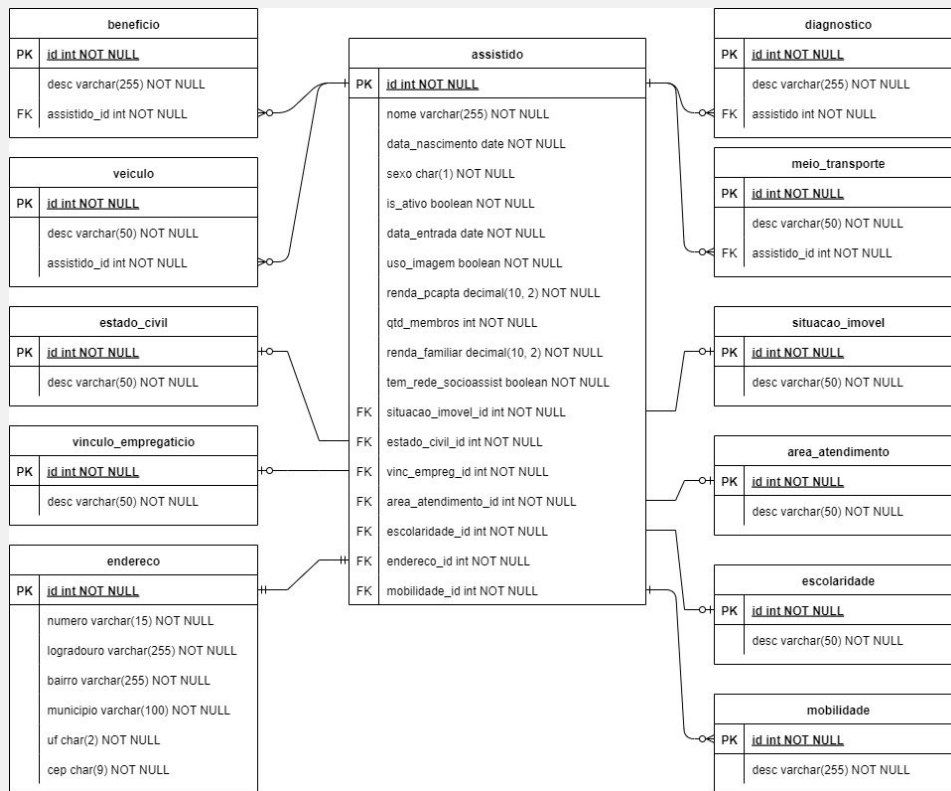 beneficio
PK id int NOT NULL
desc varchar(255) NOT NULL
FK assistido_id int NOT NULL
veiculo
PK id int NOT NULL
desc varchar(50) NOT NULL
assistido_id int NOT NULL
estado_civil
PK id int NOT NULL
desc varchar(50) NOT NULL
vinculo_empregaticio
PK id int NOT NULL
desc varchar(50) NOT NULL
endereco
PK id int NOT NULL
numero varchar(15) NOT NULL
logradouro varchar(255) NOT NULL
bairro varchar(255) NOT NULL
municipio varchar(100) NOT NULL
uf char(2) NOT NULL
cep char(9) NOT NULL
assistido
PK id int NOT NULL
nome varchar(255) NOT NULL
data_nascimento date NOT NULL
sexo char(1) NOT NULL
is_ativo boolean NOT NULL
data_entrada date NOT NULL
uso_imagem boolean NOT NULL
renda_pcapta decimal(10, 2) NOT NULL
qtd_membros int NOT NULL
renda_familiar decimal(10, 2) NOT NULL
tem_rede_socioassist boolean NOT NULL
FK situacao_imovel_id int NOT NULL
FK estado_civil_id int NOT NULL
FK vinc_empreg_id int NOT NULL
FK area_atendimento_id int NOT NULL
FK escolaridade_id int NOT NULL
FK endereco_id int NOT NULL
FK mobilidade_id int NOT NULL
diagnostico
PK id int NOT NULL
desc varchar(255) NOT NULL
FK assistido int NOT NULL
meio_transporte
PK id int NOT NULL
desc varchar(50) NOT NULL
FK assistido_id int NOT NULL
situacao_imovel
PK id int NOT NULL
desc varchar(50) NOT NULL
area_atendimento
PK id int NOT NULL
desc varchar(50) NOT NULL
escolaridade
PK id int NOT NULL
desc varchar(50) NOT NULL
mobilidade
PK id int NOT NULL
desc varchar(255) NOT NULL